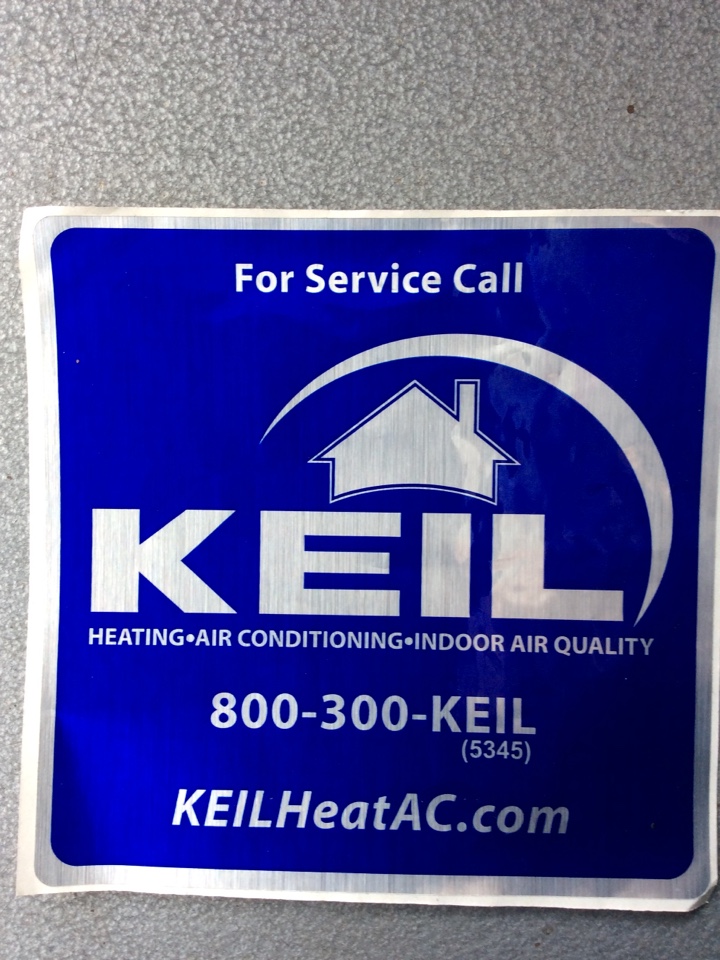 For Service Call
KEIL
HEATING•AIR CONDITIONING•INDOOR AIR QUALITY
800-300-KEIL
(5345)
KEILHeatAC.com